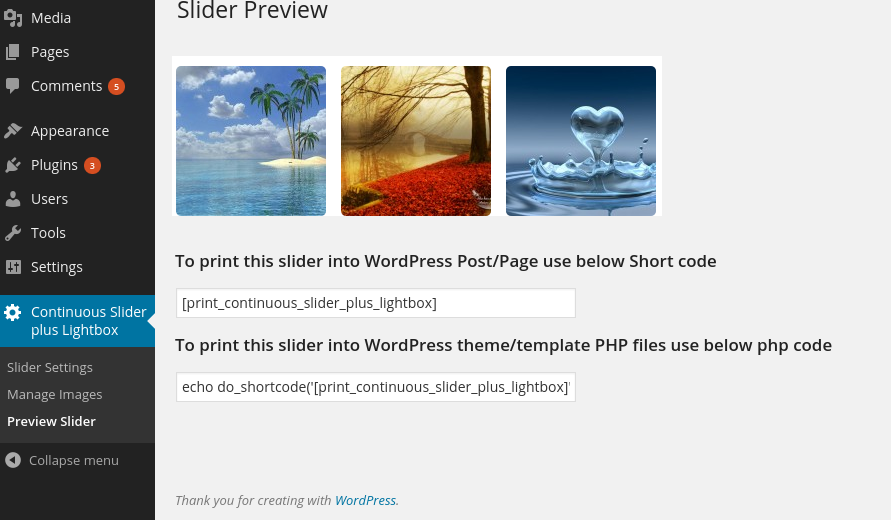 Media
Pages
Comments 5
Appearance
Plugins 3
Users
Tools
Settings
Continuous Slider
plus Lightbox
Slider Settings
Manage Images
Preview Slider
Collapse menu
Slider Preview
To print this slider into WordPress Post/Page use below Short code
[print_continuous_slider_plus_lightbox]
To print this slider into WordPress theme/template PHP files use below php code
echo do_shortcode('[print_continuous_slider_plus_lightbox]'
Thank you for creating with WordPress.